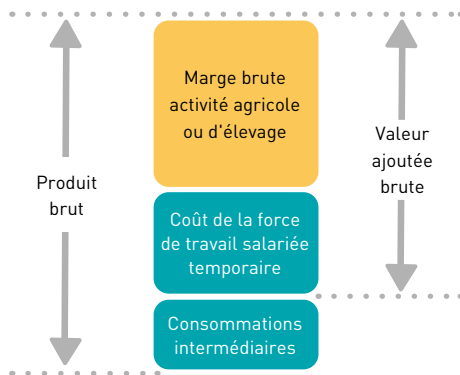 Produit
brut
Marge brute
activité agricole
ou d'élevage
Coût de la force
de travail salariée
temporaire
Consommations
intermédiaires
Valeur
ajoutée
brute